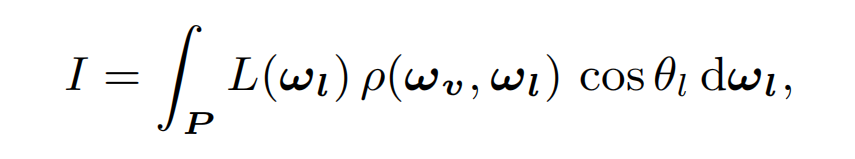 I = ∫_P L(ω_l) ρ(ω_v, ω_l) cos θ_l dω_l,